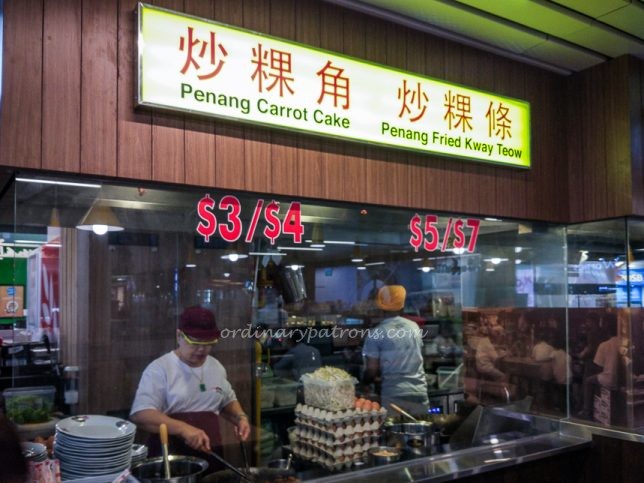 炒粿角 炒粿條
Penang Carrot Cake Penang Fried Kway Teow
$3/$4 $5/$7
ordinarypatrons.com